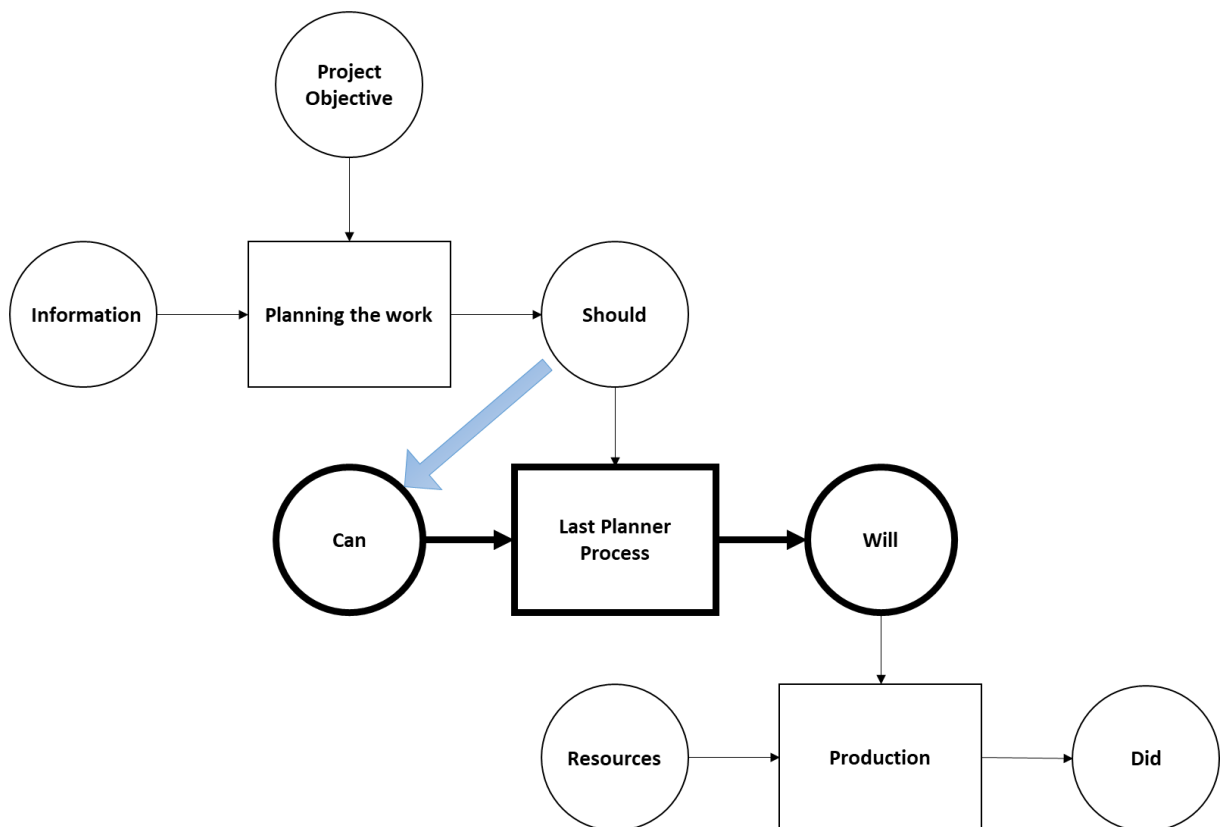 Project
Objective
Information
Planning the work
Should
Can
Last Planner
Process
Will
Resources
Production
Did